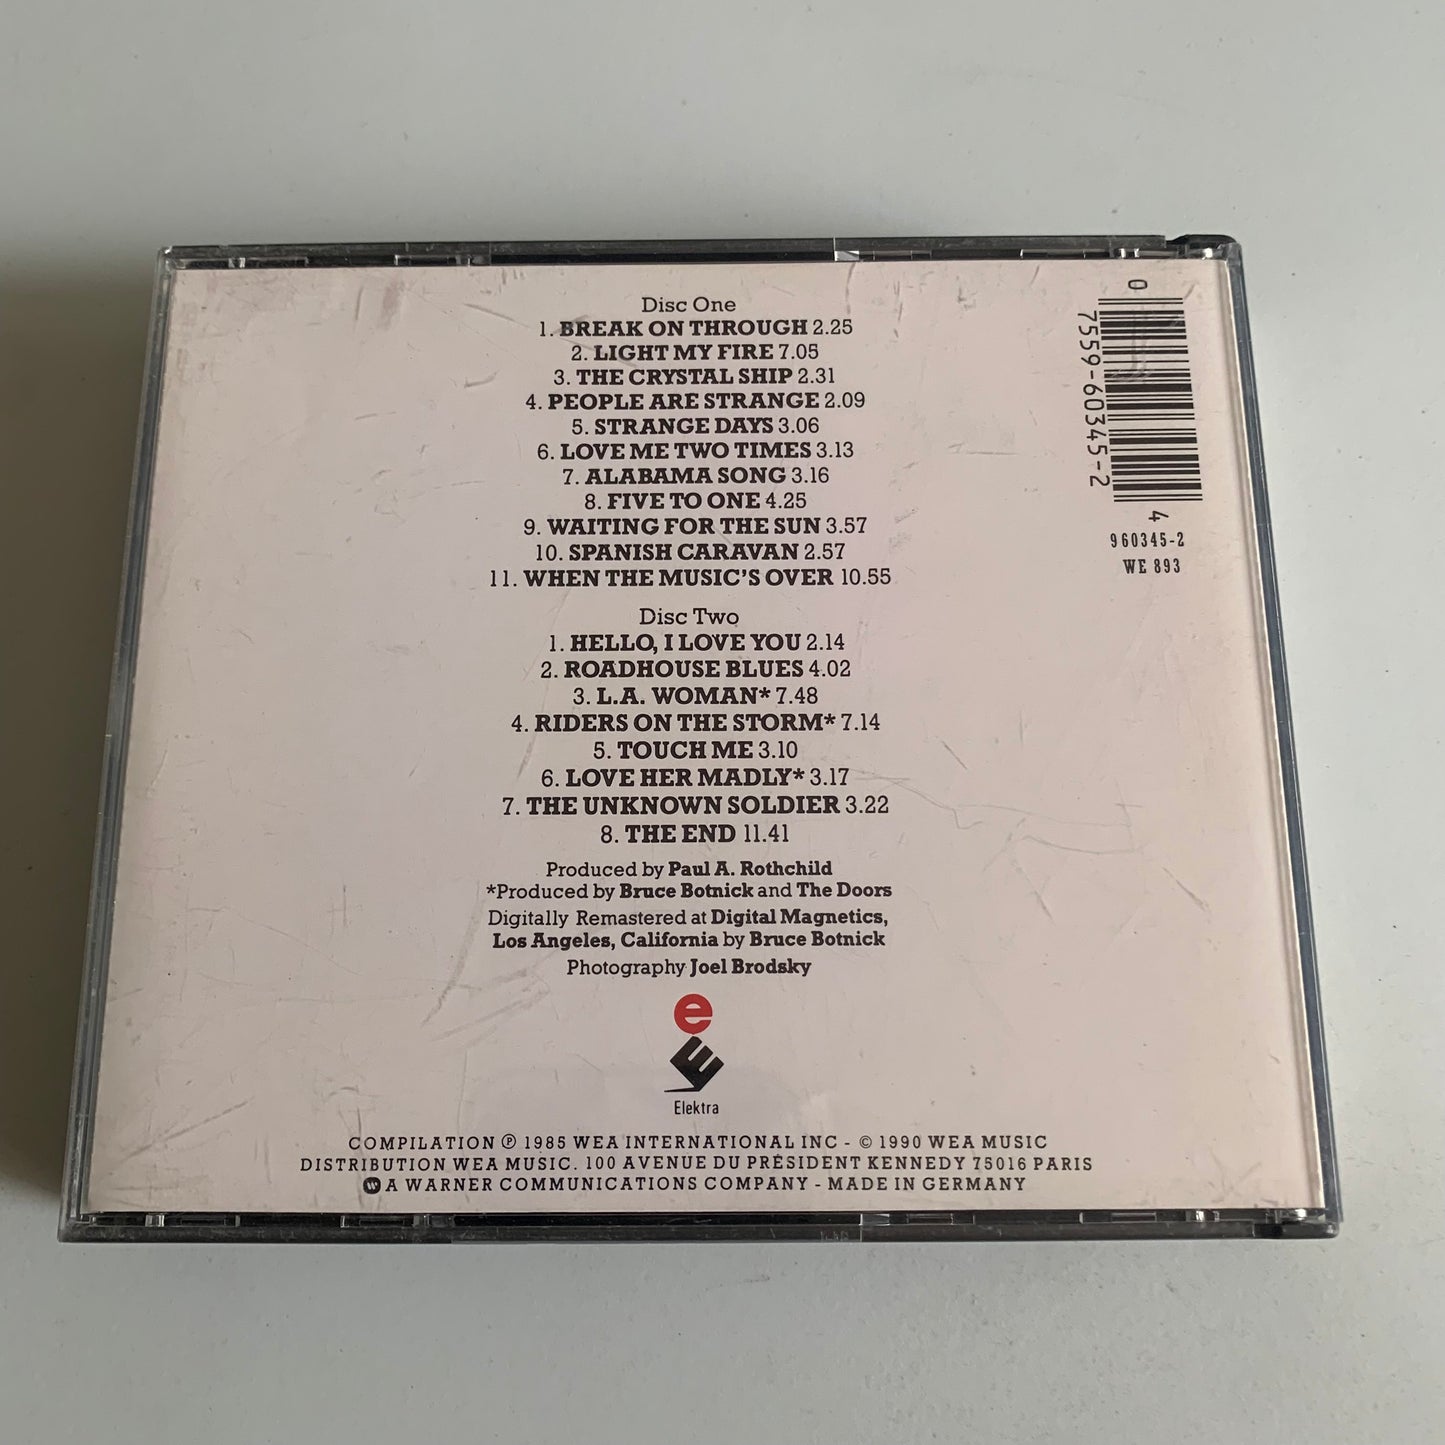 Disc One
1. BREAK ON THROUGH 2.25
2. LIGHT MY FIRE 7.05
3. THE CRYSTAL SHIP 2.31
4. PEOPLE ARE STRANGE 2.09
5. STRANGE DAYS 3.06
6. LOVE ME TWO TIMES 3.13
7. ALABAMA SONG 3.16
8. FIVE TO ONE 4.25
9. WAITING FOR THE SUN 3.57
10. SPANISH CARAVAN 2.57
11. WHEN THE MUSIC'S OVER 10.55
Disc Two
1. HELLO, I LOVE YOU 2.14
2. ROADHOUSE BLUES 4.02
3. L.A. WOMAN* 7.48
4. RIDERS ON THE STORM* 7.14
5. TOUCH ME 3.10
6. LOVE HER MADLY* 3.17
7. THE UNKNOWN SOLDIER 3.22
8. THE END 11.41
Produced by Paul A. Rothchild
*Produced by Bruce Botnick and The Doors
Digitally Remastered at Digital Magnetics,
Los Angeles, California by Bruce Botnick
Photography Joel Brodsky
e
E
Elektra
COMPILATION ℗ 1985 WEA INTERNATIONAL INC - © 1990 WEA MUSIC
DISTRIBUTION WEA MUSIC. 100 AVENUE DU PRÉSIDENT KENNEDY 75016 PARIS
W A WARNER COMMUNICATIONS COMPANY - MADE IN GERMANY
0 7559-60345-2 4
960345-2
WE 893